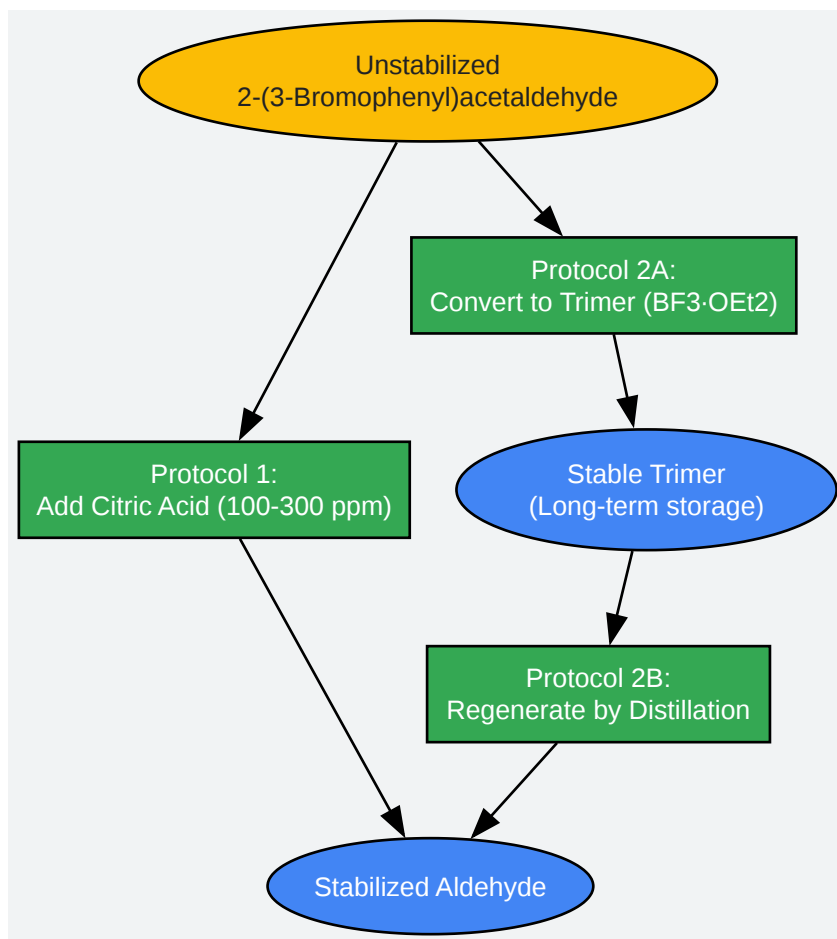 Unstabilized
2-(3-Bromophenyl)acetaldehyde
Protocol 2A:
Convert to Trimer (BF3·OEt2)
Protocol 1:
Add Citric Acid (100-300 ppm)
Stable Trimer
(Long-term storage)
Protocol 2B:
Regenerate by Distillation
Stabilized Aldehyde